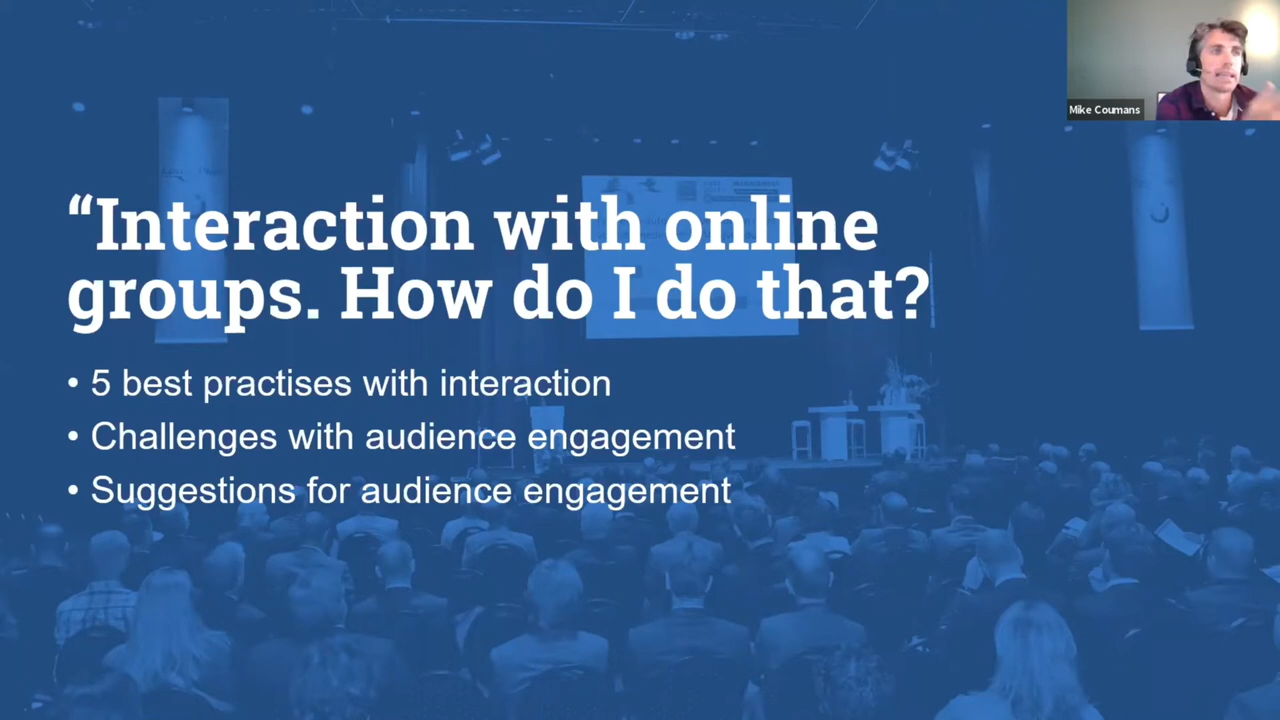 Mike Coumans
“Interaction with online
groups. How do I do that?
• 5 best practises with interaction
• Challenges with audience engagement
• Suggestions for audience engagement